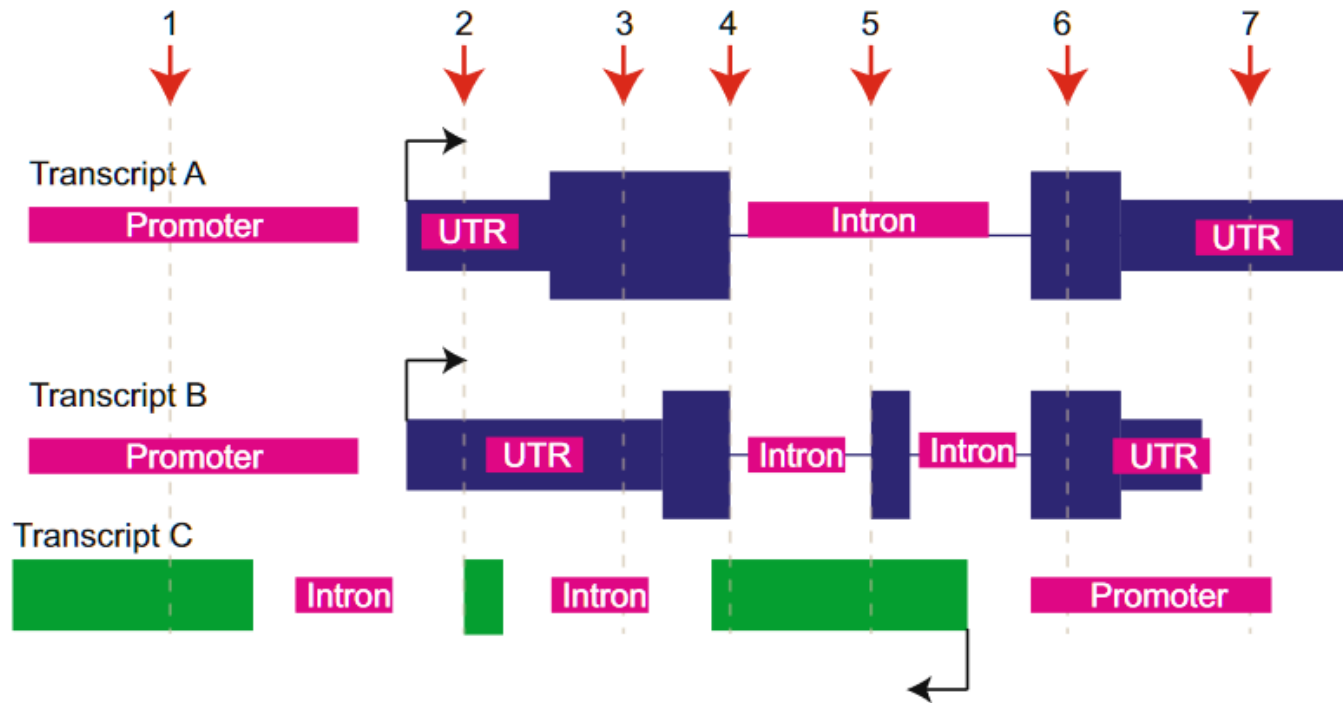 1 2 3 4 5 6 7
Transcript A
Promoter UTR Intron UTR
Transcript B
Promoter UTR Intron Intron UTR
Transcript C
Intron Intron Promoter